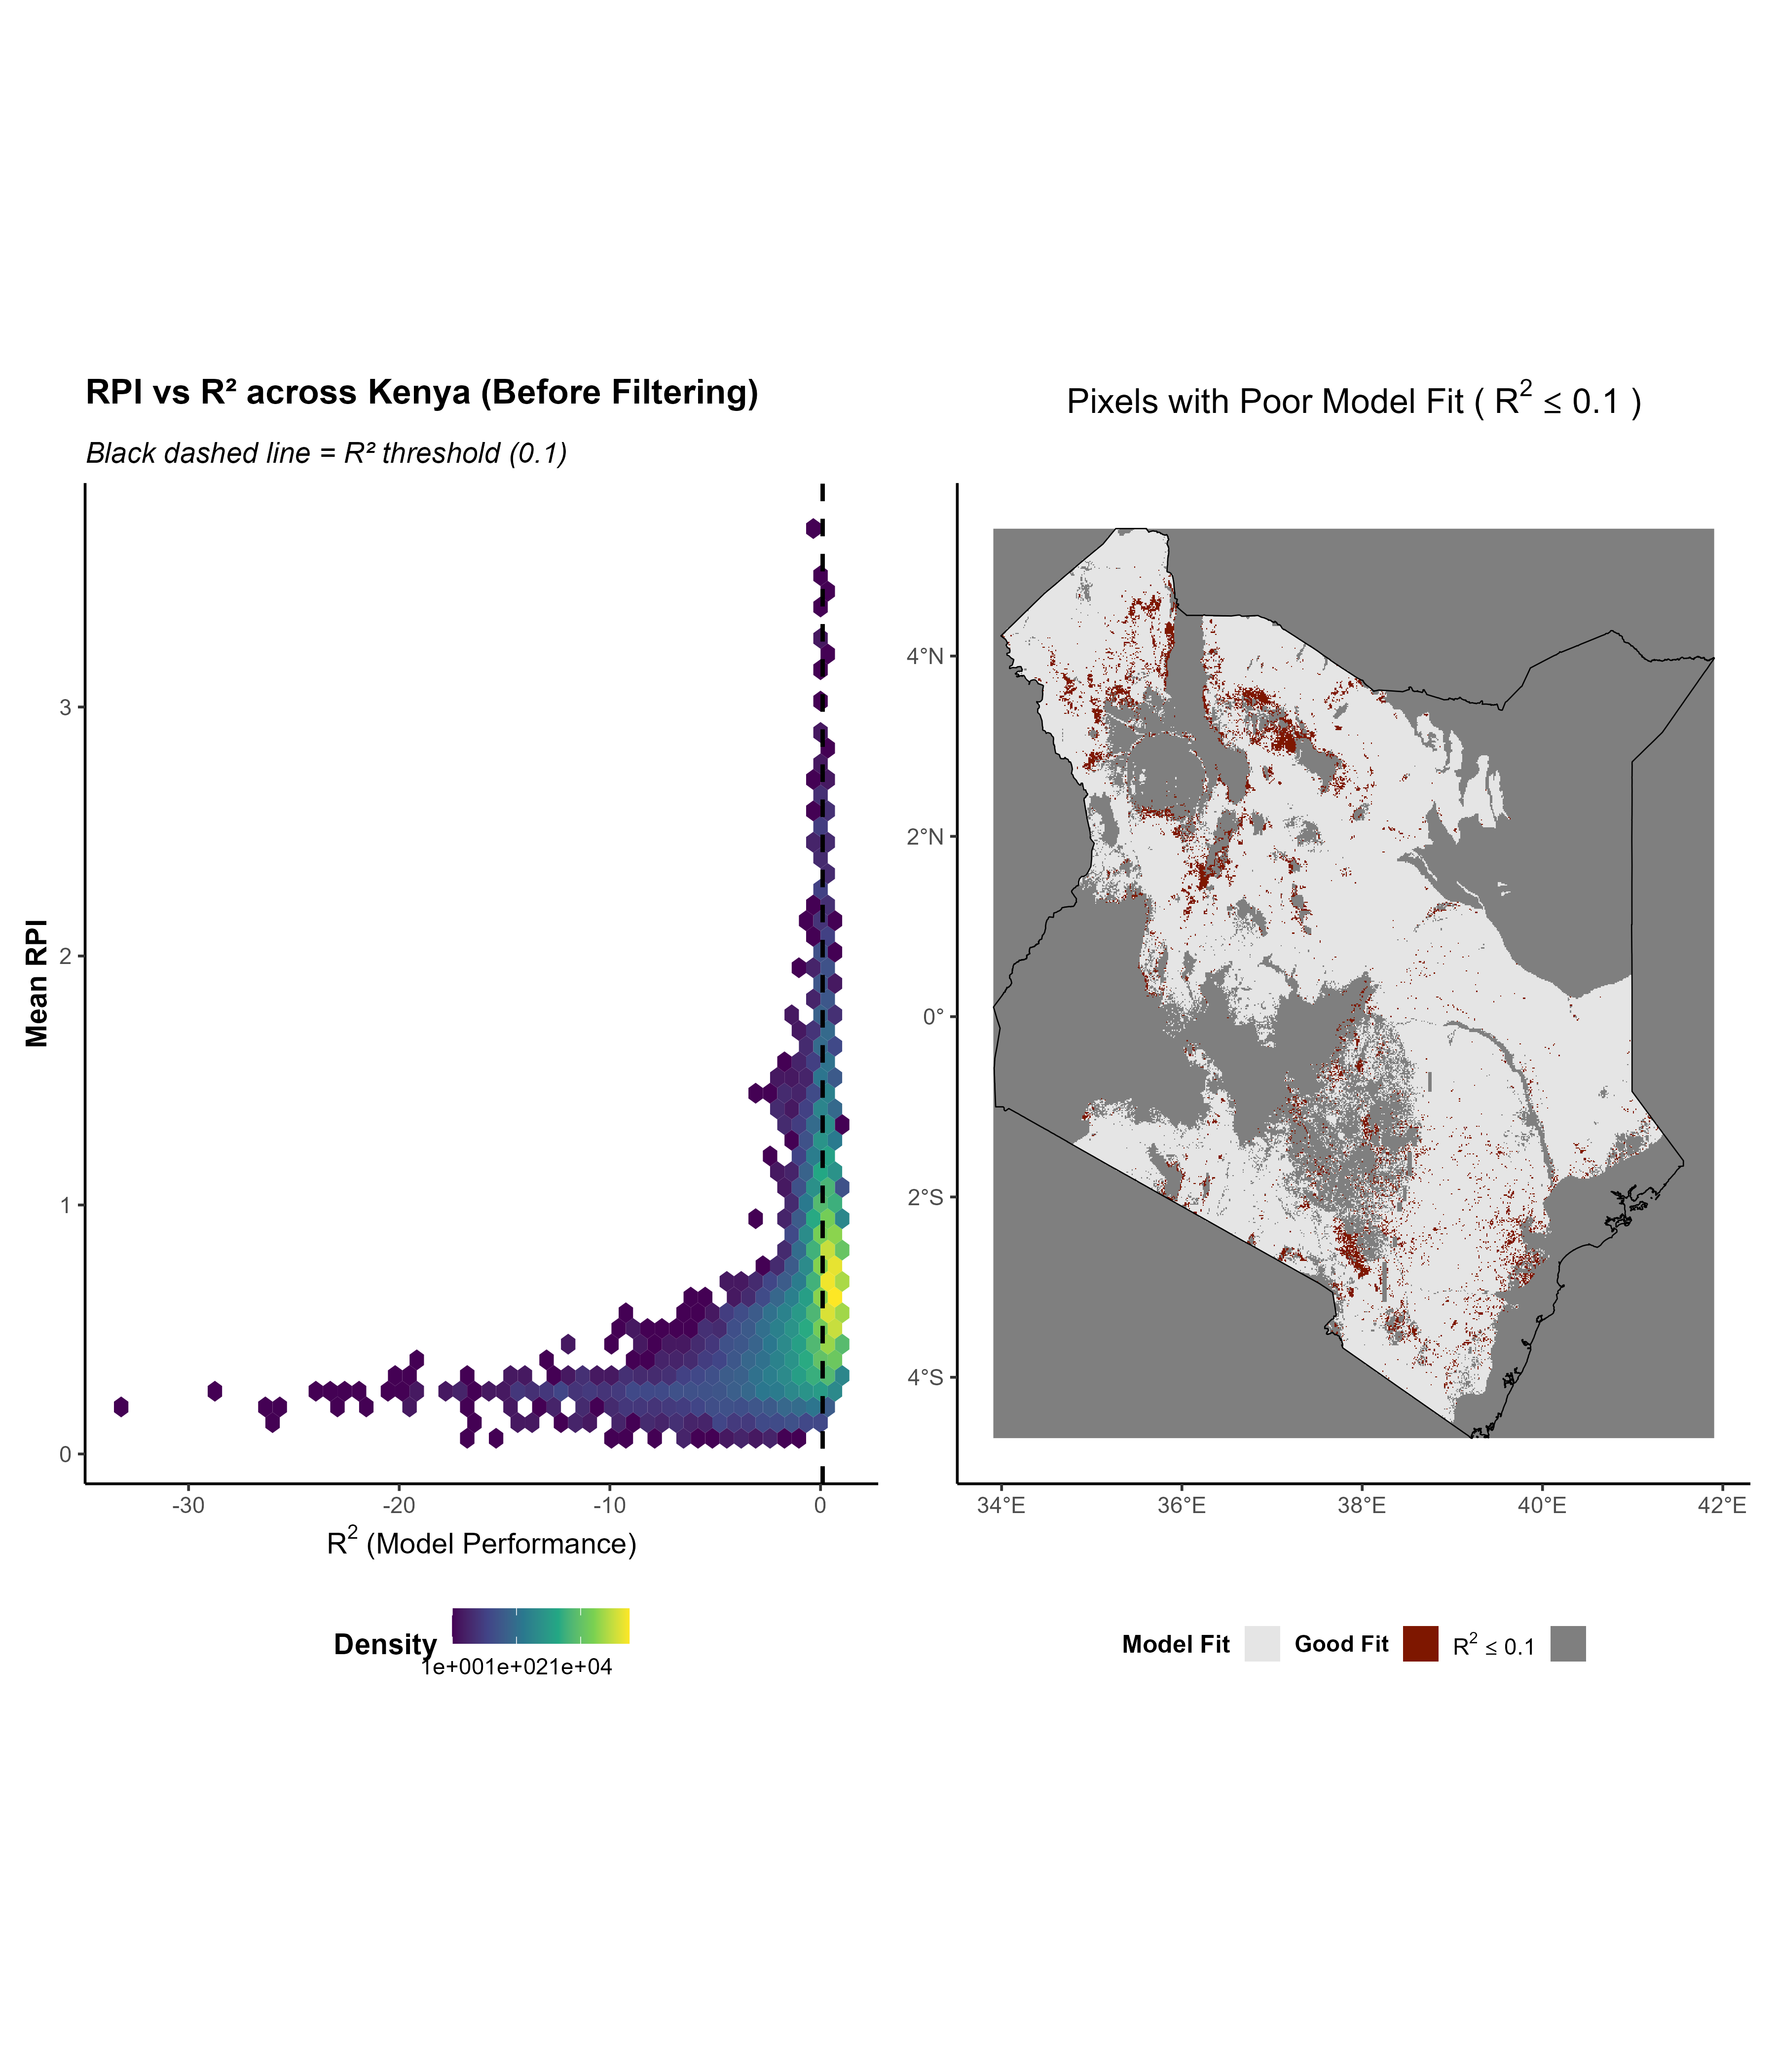 RPI vs R² across Kenya (Before Filtering)
Black dashed line = R² threshold (0.1)
Mean RPI
3
2
1
0
-30
-20
-10
0
R² (Model Performance)
Density
1e+001e+021e+04
Pixels with Poor Model Fit ( R² ≤ 0.1 )
4°N
2°N
0°
2°S
4°S
34°E
36°E
38°E
40°E
42°E
Model Fit
Good Fit
R² ≤ 0.1